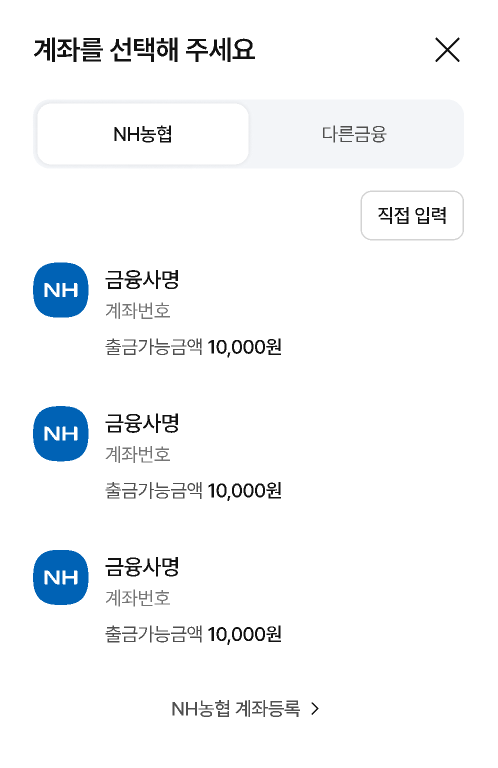 계좌를 선택해 주세요
NH농협 다른금융
직접 입력
NH 금융사명
계좌번호
출금가능금액 10,000원
NH 금융사명
계좌번호
출금가능금액 10,000원
NH 금융사명
계좌번호
출금가능금액 10,000원
NH농협 계좌등록 >